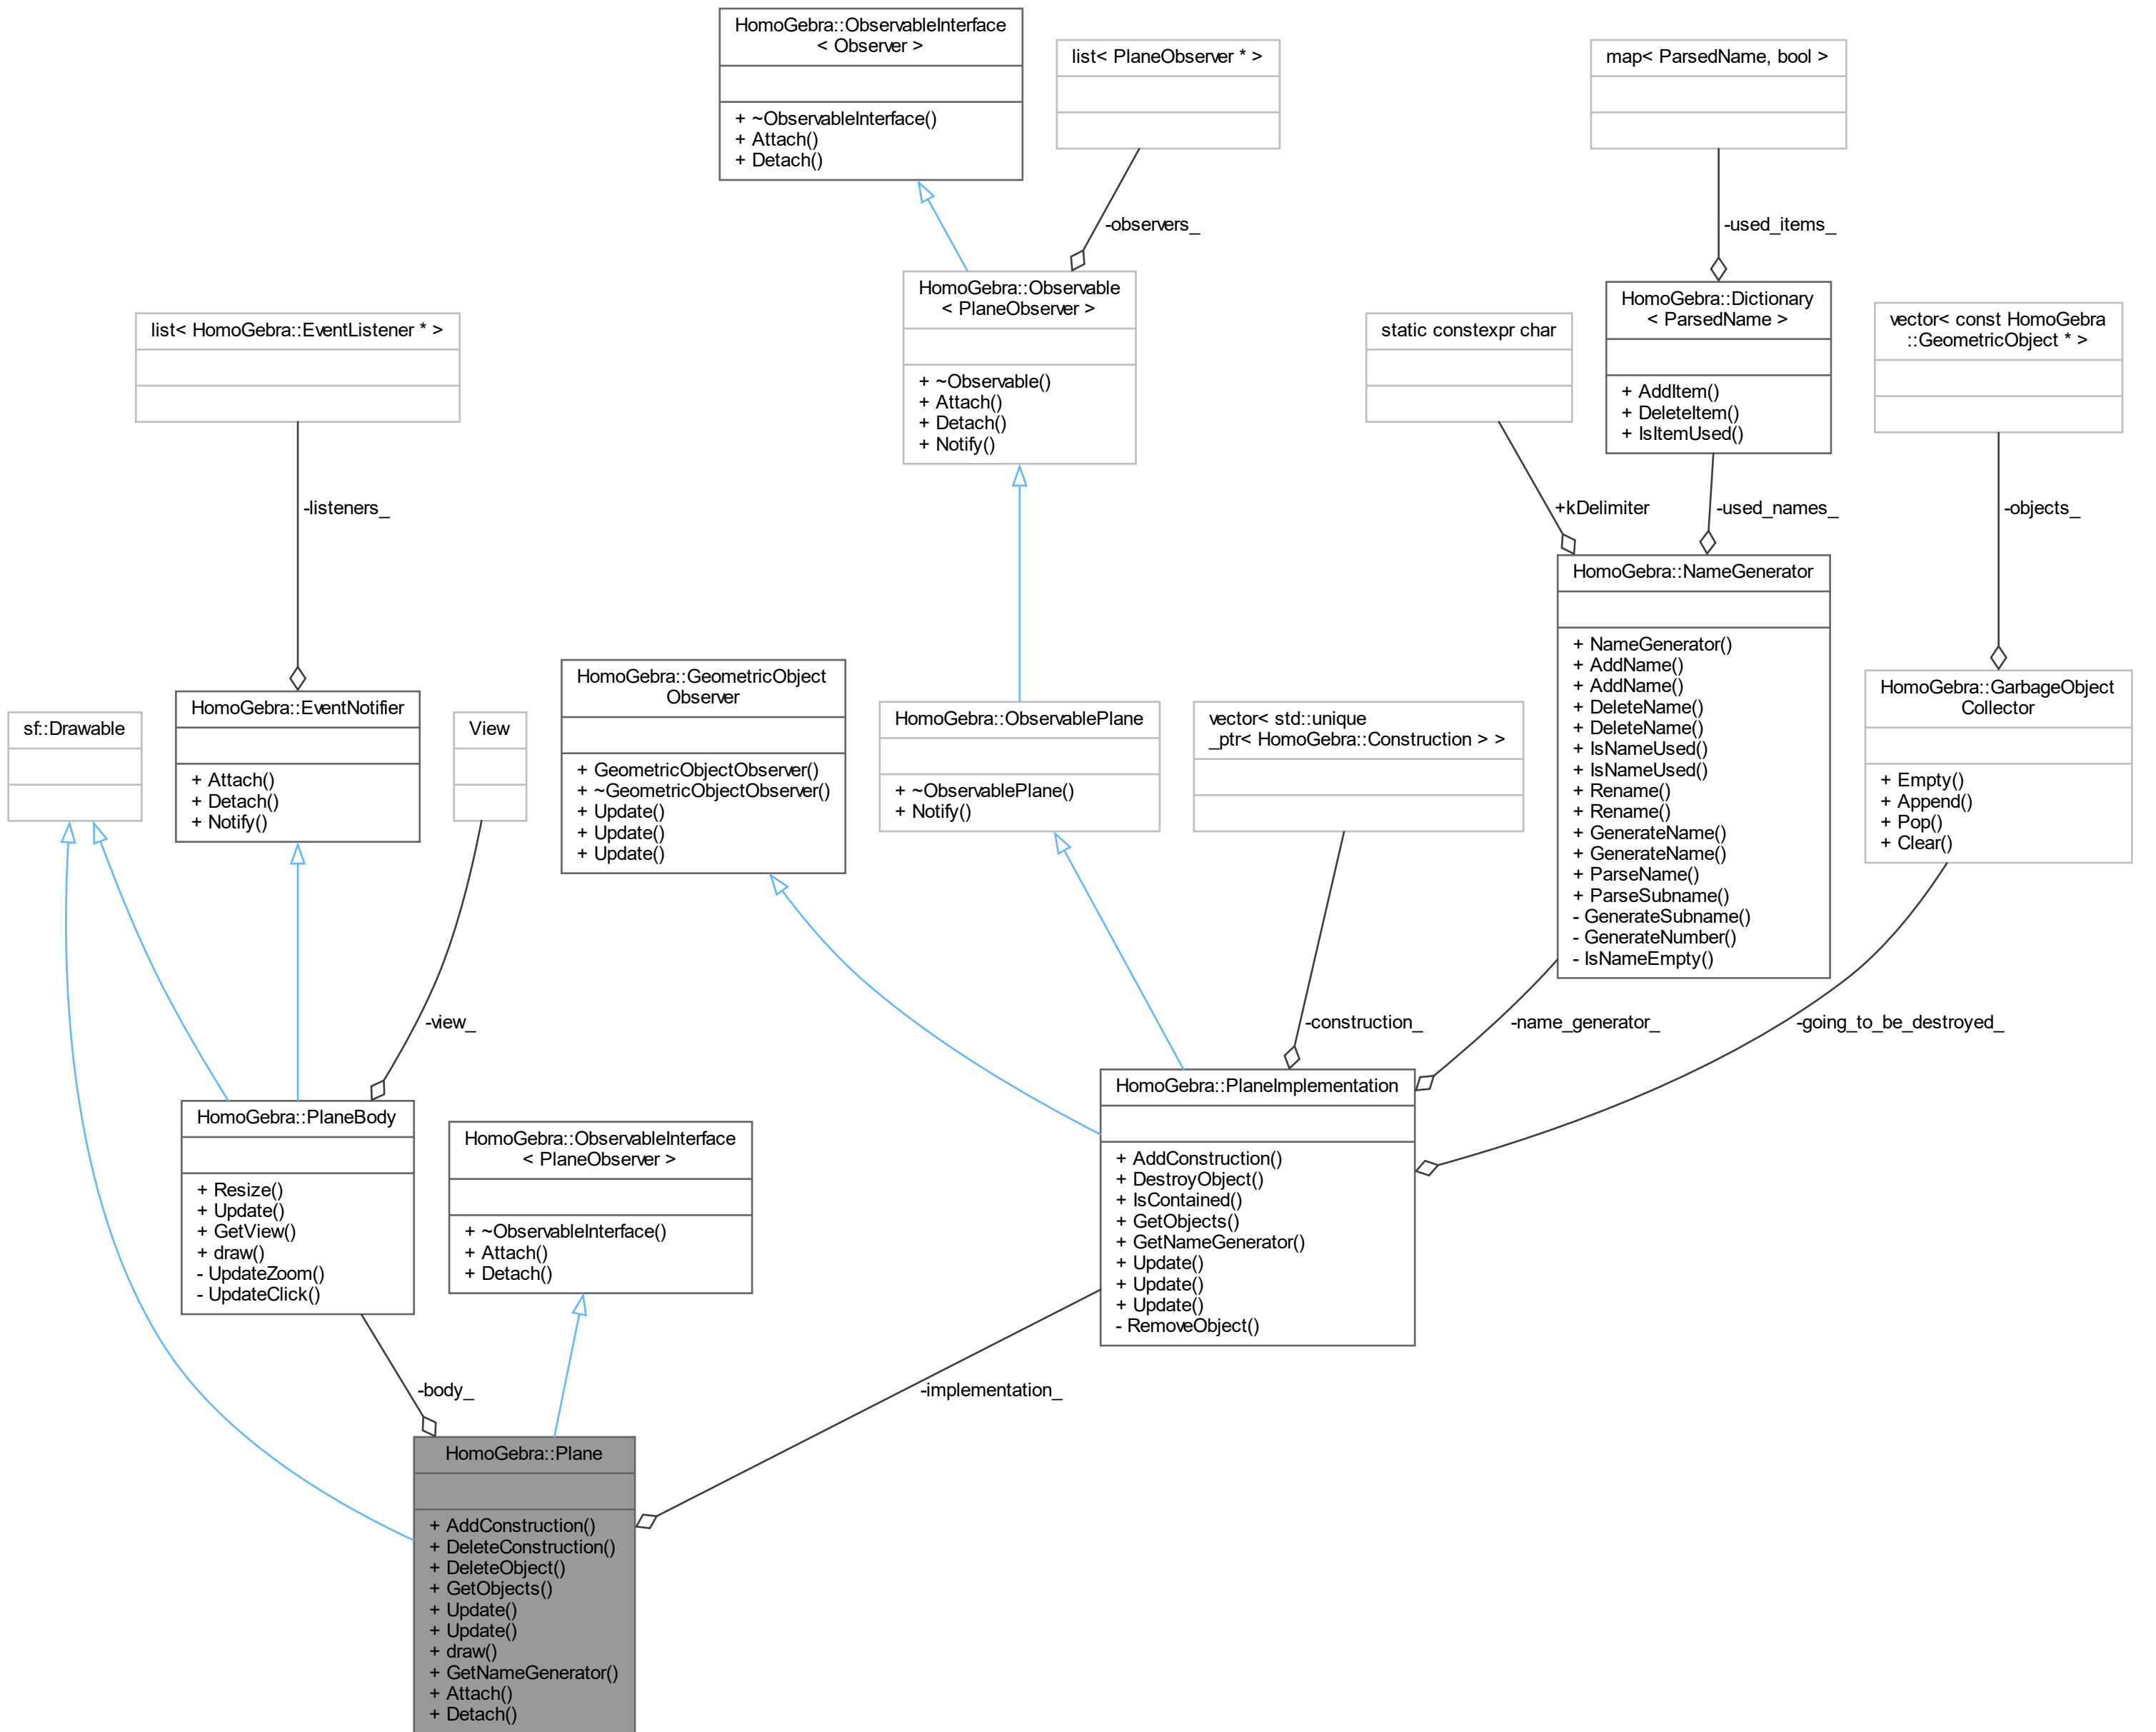 HomoGebra::ObservableInterface
< Observer >
+ ~ObservableInterface()
+ Attach()
+ Detach()
list< PlaneObserver * >
map< ParsedName, bool >
-observers_
-used_items_
HomoGebra::Observable
< PlaneObserver >
+ ~Observable()
+ Attach()
+ Detach()
+ Notify()
HomoGebra::Dictionary
< ParsedName >
+ AddItem()
+ DeleteItem()
+ IsItemUsed()
list< HomoGebra::EventListener * >
static constexpr char
vector< const HomoGebra
::GeometricObject * >
-listeners_
+kDelimiter
-used_names_
-objects_
HomoGebra::NameGenerator
+ NameGenerator()
+ AddName()
+ AddName()
+ DeleteName()
+ DeleteName()
+ IsNameUsed()
+ IsNameUsed()
+ Rename()
+ Rename()
+ GenerateName()
+ GenerateName()
+ ParseName()
+ ParseSubname()
- GenerateSubname()
- GenerateNumber()
- IsNameEmpty()
sf::Drawable
HomoGebra::EventNotifier
+ Attach()
+ Detach()
+ Notify()
View
HomoGebra::GeometricObject
Observer
+ GeometricObjectObserver()
+ ~GeometricObjectObserver()
+ Update()
+ Update()
+ Update()
HomoGebra::ObservablePlane
+ ~ObservablePlane()
+ Notify()
vector< std::unique
_ptr< HomoGebra::Construction > >
HomoGebra::GarbageObject
Collector
+ Empty()
+ Append()
+ Pop()
+ Clear()
-view_
-construction_
-name_generator_
-going_to_be_destroyed_
HomoGebra::PlaneBody
+ Resize()
+ Update()
+ GetView()
+ draw()
- UpdateZoom()
- UpdateClick()
HomoGebra::ObservableInterface
< PlaneObserver >
+ ~ObservableInterface()
+ Attach()
+ Detach()
HomoGebra::PlaneImplementation
+ AddConstruction()
+ DestroyObject()
+ IsContained()
+ GetObjects()
+ GetNameGenerator()
+ Update()
+ Update()
+ Update()
- RemoveObject()
-body_
-implementation_
HomoGebra::Plane
+ AddConstruction()
+ DeleteConstruction()
+ DeleteObject()
+ GetObjects()
+ Update()
+ Update()
+ draw()
+ GetNameGenerator()
+ Attach()
+ Detach()